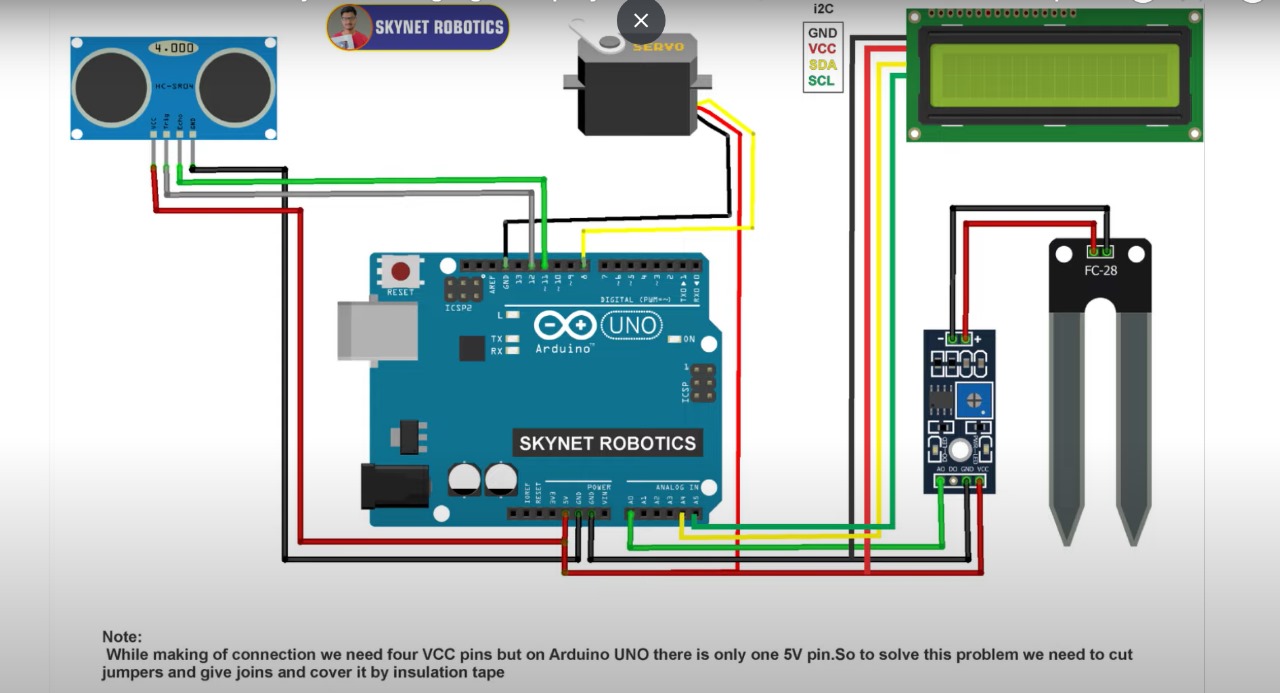 SKYNET ROBOTICS
4.000
HC-SR04
VCC
Trig
Echo
GND
SERVO
i2C
GND
VCC
SDA
SCL
RESET
ICSP2
AREF
GND
13
12
~11
~10
~9
8
7
~6
~5
4
~3
2
TXD▶1
RXD◀0
DIGITAL (PWM=~)
L
TX
RX
UNO
Arduino™
ON
1
ICSP
SKYNET ROBOTICS
POWER
ANALOG IN
IOREF
RESET
3V3
5V
GND
GND
VIN
A0
A1
A2
A3
A4
A5
FC-28
- +
AO DO GND VCC
Note:
While making of connection we need four VCC pins but on Arduino UNO there is only one 5V pin.So to solve this problem we need to cut
jumpers and give joins and cover it by insulation tape